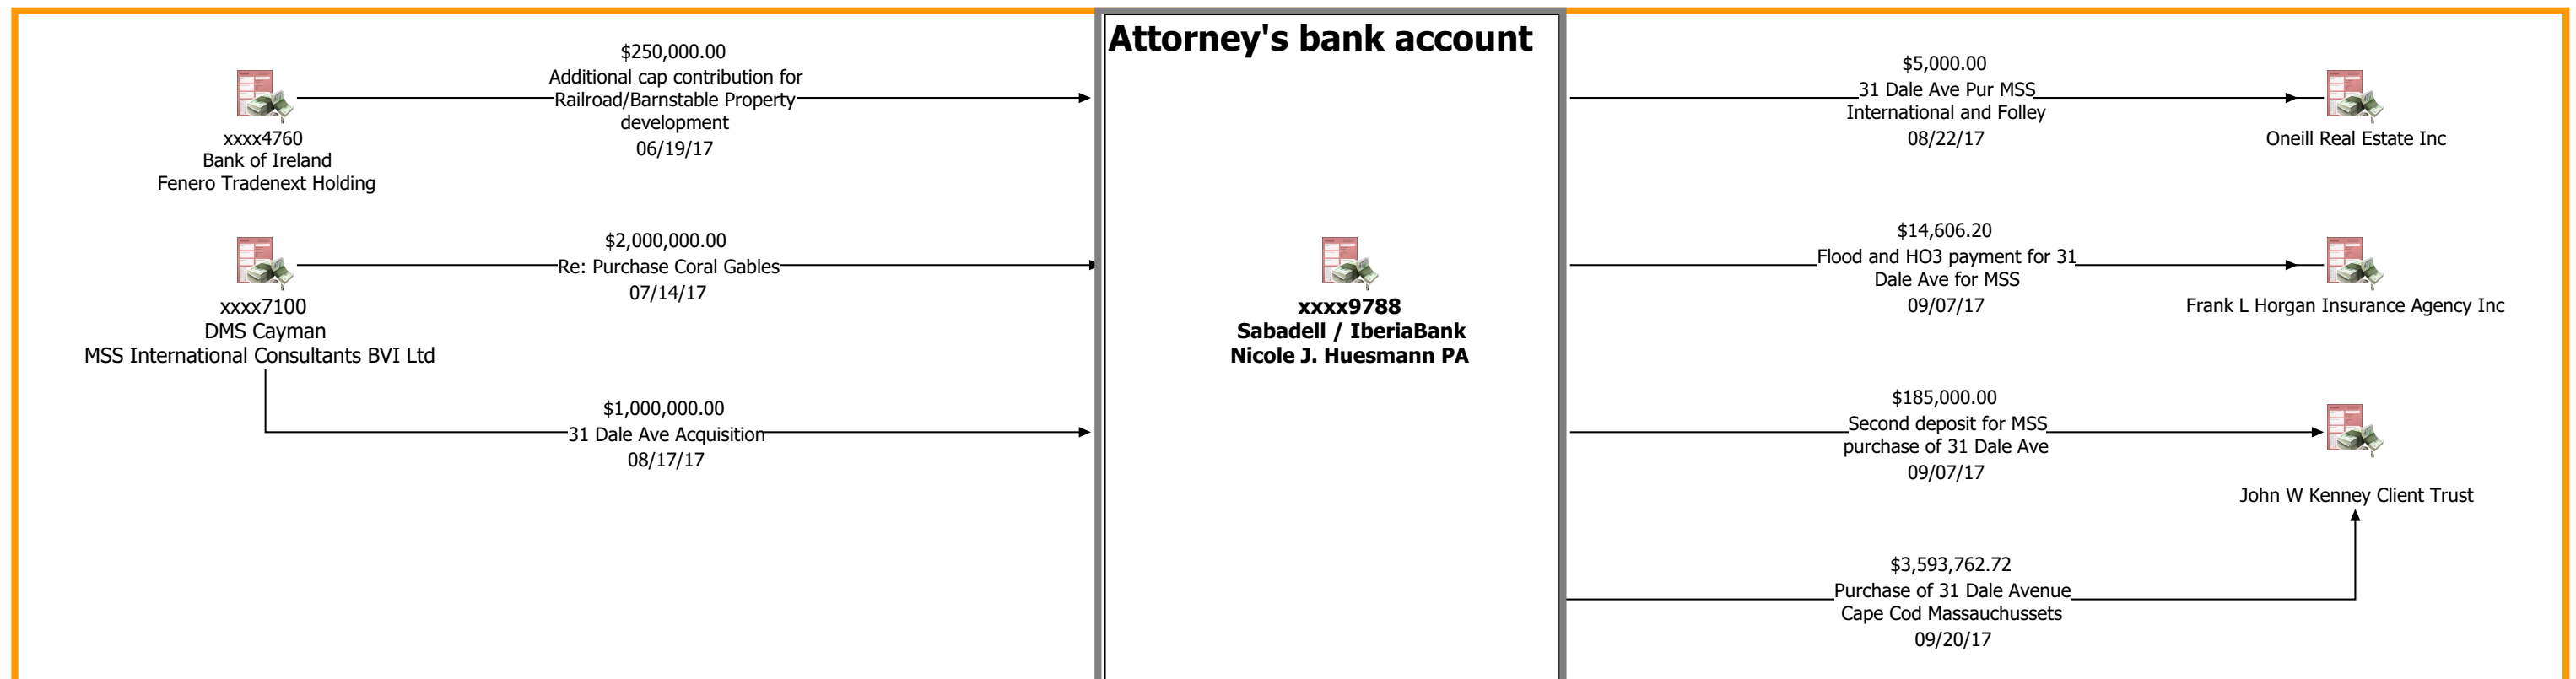 Attorney's bank account
$250,000.00
Additional cap contribution for
Railroad/Barnstable Property
development
06/19/17
xxxx4760
Bank of Ireland
Fenero Tradenext Holding
$2,000,000.00
Re: Purchase Coral Gables
07/14/17
xxxx7100
DMS Cayman
MSS International Consultants BVI Ltd
$1,000,000.00
31 Dale Ave Acquisition
08/17/17
xxxx9788
Sabadell / IberiaBank
Nicole J. Huesmann PA
$5,000.00
31 Dale Ave Pur MSS
International and Folley
08/22/17
Oneill Real Estate Inc
$14,606.20
Flood and HO3 payment for 31
Dale Ave for MSS
09/07/17
Frank L Horgan Insurance Agency Inc
$185,000.00
Second deposit for MSS
purchase of 31 Dale Ave
09/07/17
John W Kenney Client Trust
$3,593,762.72
Purchase of 31 Dale Avenue
Cape Cod Massauchussets
09/20/17